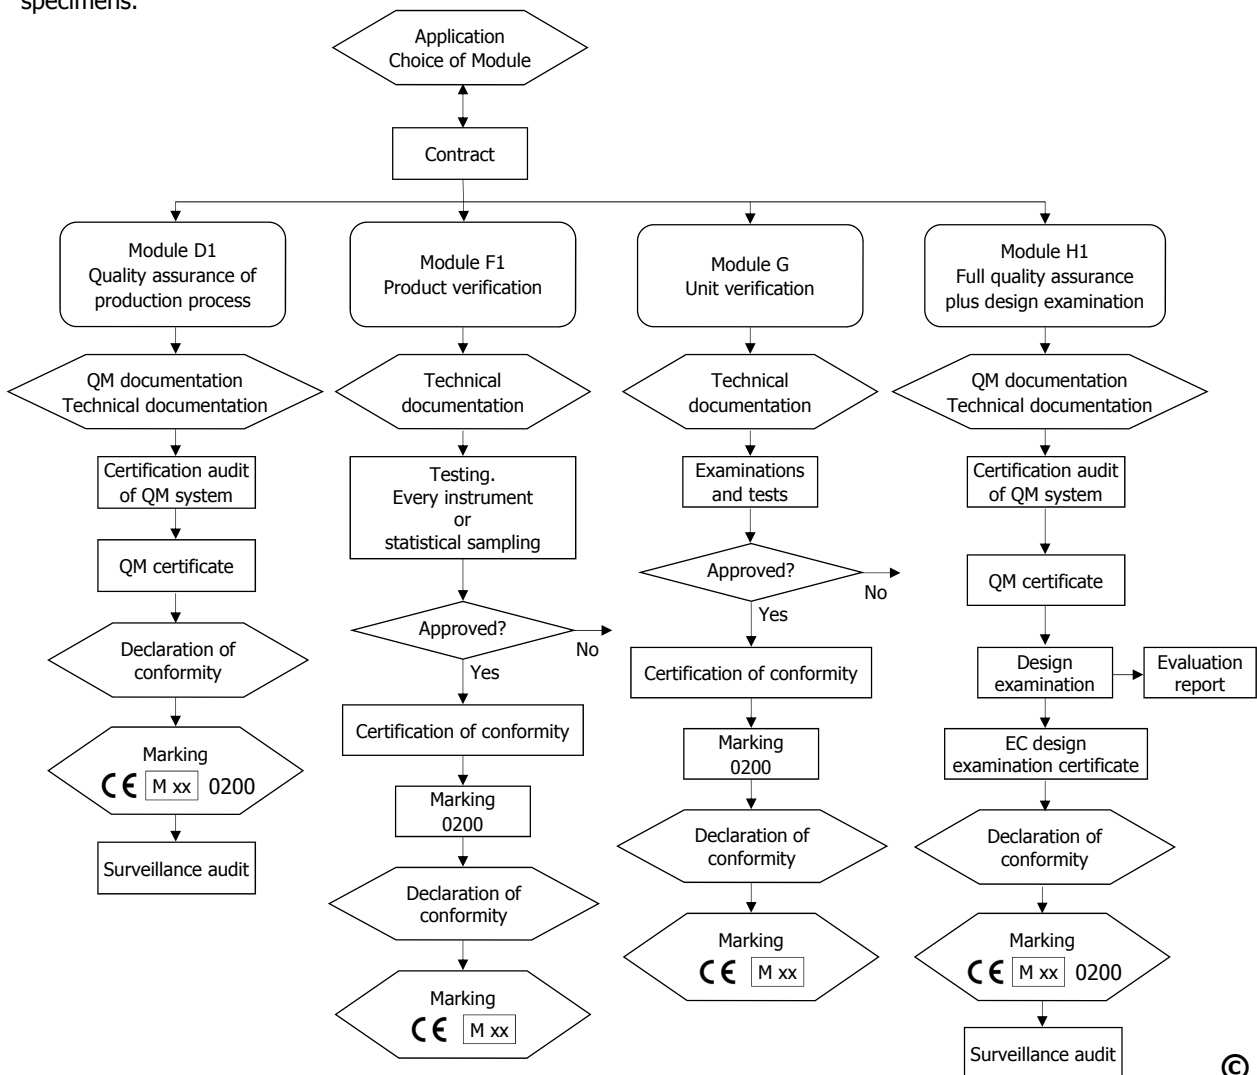 specimens.
Application
Choice of Module
Contract
Module D1
Quality assurance of
production process
QM documentation
Technical documentation
Certification audit
of QM system
QM certificate
Declaration of
conformity
Marking
CE M xx 0200
Surveillance audit
Module F1
Product verification
Technical
documentation
Testing.
Every instrument
or
statistical sampling
Approved?
No
Yes
Certification of conformity
Marking
0200
Declaration of
conformity
Marking
CE M xx
Module G
Unit verification
Technical
documentation
Examinations
and tests
Approved?
No
Yes
Certification of conformity
Marking
0200
Declaration of
conformity
Marking
CE M xx
Module H1
Full quality assurance
plus design examination
QM documentation
Technical documentation
Certification audit
of QM system
QM certificate
Design
examination
Evaluation
report
EC design
examination certificate
Declaration of
conformity
Marking
CE M xx 0200
Surveillance audit
©